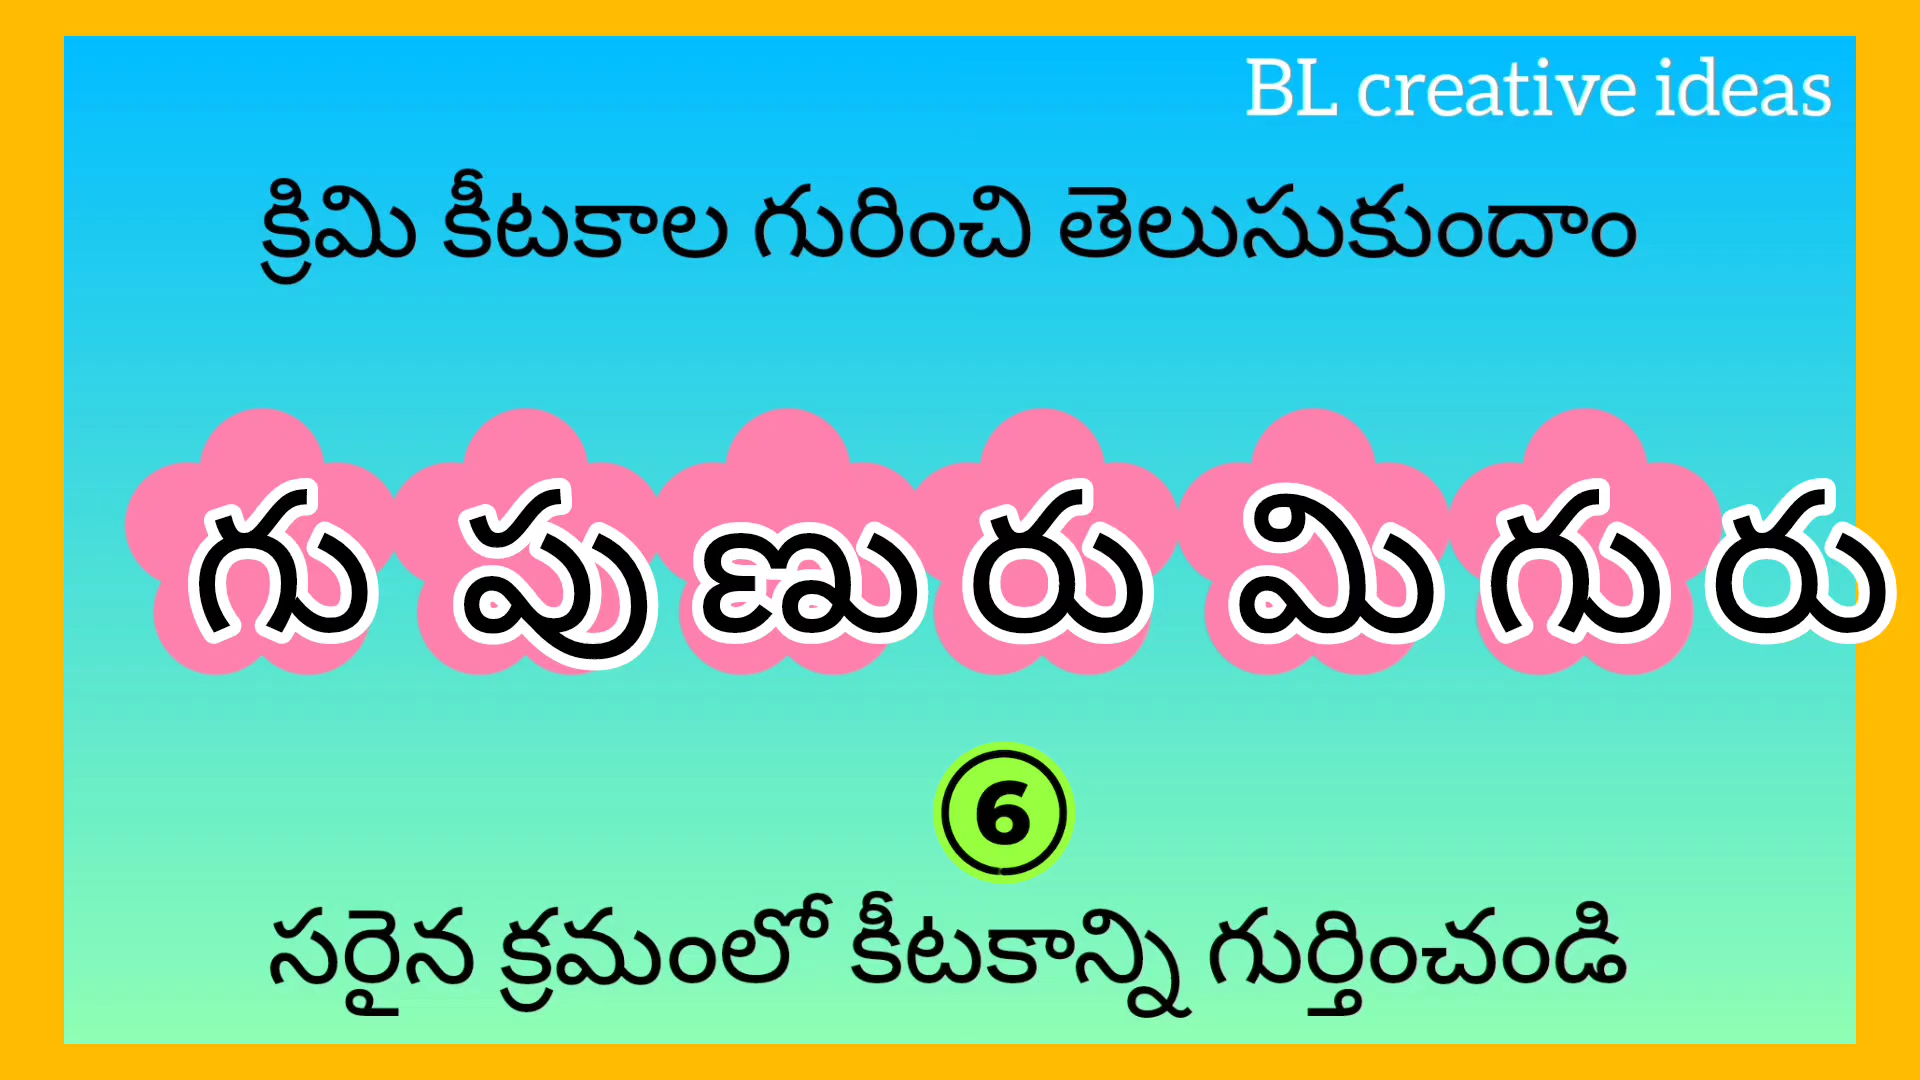 BL creative ideas
క్రిమి కీటకాల గురించి తెలుసుకుందాం
గు పు ణు రు మి గు రు
6
సరైన క్రమంలో కీటకాన్ని గుర్తించండి